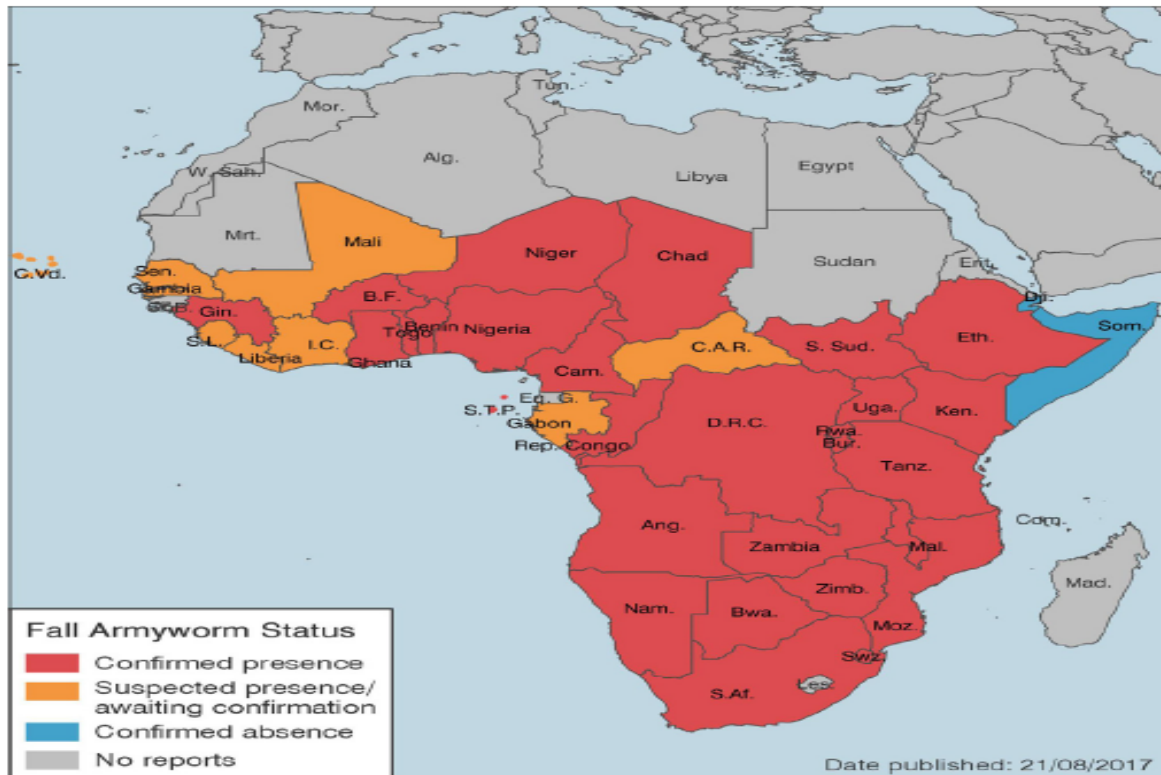 Tun.
Mor.
Alg.
Libya
Egypt
W. Sah.
Mrt.
Mali
Niger
Chad
Sudan
Erit.
C.Vd.
Sen.
Gambia
Gin.
B.F.
Benin
Togo
Nigeria
Dji.
Som.
Eth.
S.L.
Liberia
I.C.
Ghana
C.A.R.
S. Sud.
Cam.
Eq. G.
S.T.P.
Gabon
Rep. Congo
D.R.C.
Uga.
Ken.
Rwa.
Bur.
Tanz.
Com.
Ang.
Zambia
Mal.
Mad.
Nam.
Bwa.
Zimb.
Moz.
Swz.
Les.
S.Af.
Fall Armyworm Status
Confirmed presence
Suspected presence/
awaiting confirmation
Confirmed absence
No reports
Date published: 21/08/2017